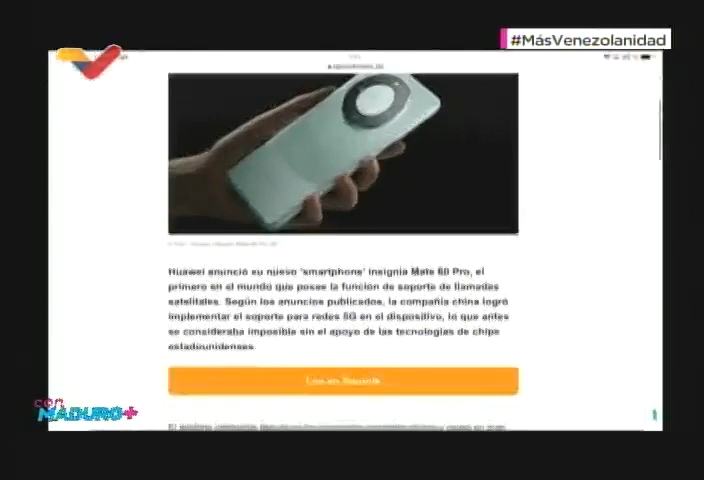 #MásVenezolanidad
Huawei anunció su nuevo 'smartphone' insignia Mate 60 Pro, el
primero en el mundo que posee la función de soporte de llamadas
satelitales. Según los anuncios publicados, la compañía china logró
implementar el soporte para redes 5G en el dispositivo, lo que antes
se consideraba imposible sin el apoyo de las tecnologías de chips
estadounidenses.
con
MADURO+